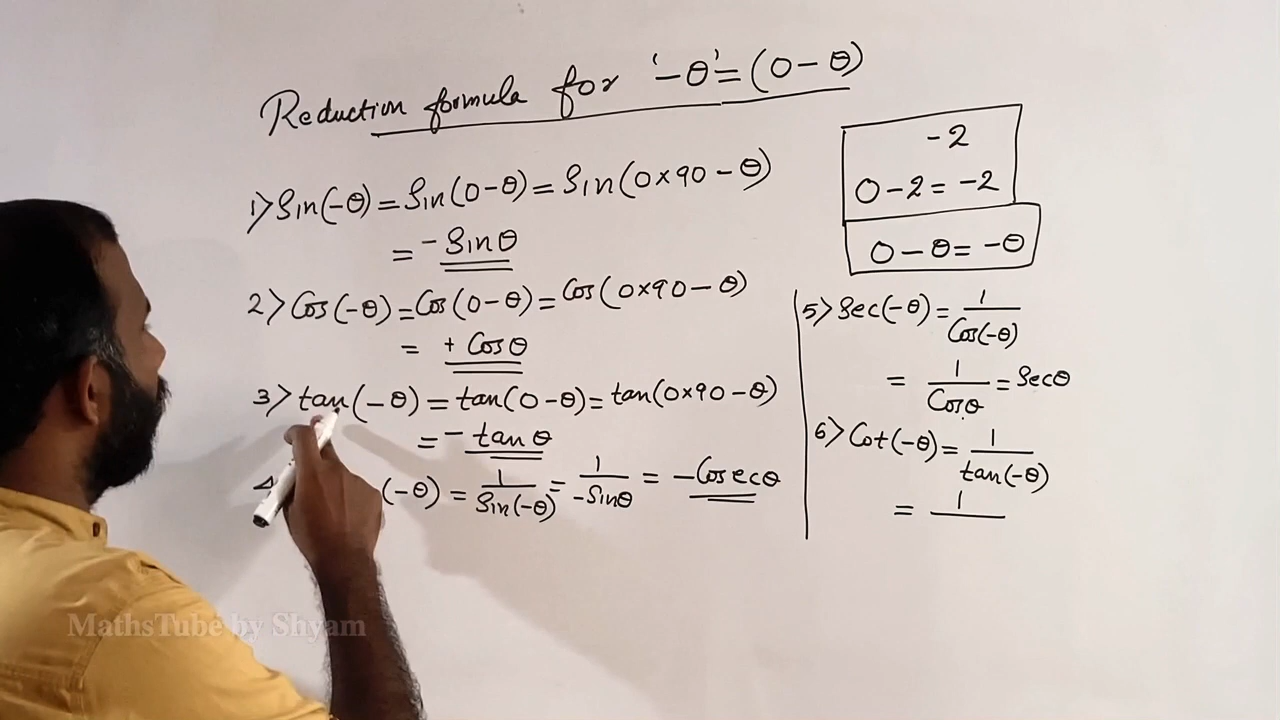 Reduction formula for '-θ' = (0 - θ)
1> Sin(-θ) = Sin(0-θ) = Sin(0×90 - θ)
= - Sinθ
2> Cos(-θ) = Cos(0-θ) = Cos(0×90 - θ)
= + Cosθ
3> tan(-θ) = tan(0-θ) = tan(0×90 - θ)
= - tanθ
(-θ) = 1/Sin(-θ) = 1/-Sinθ = -Cosecθ
-2
0 - 2 = -2
0 - θ = -θ
5> Sec(-θ) = 1/Cos(-θ)
= 1/Cosθ = Secθ
6> Cot(-θ) = 1/tan(-θ)
= 1/
MathsTube by Shyam